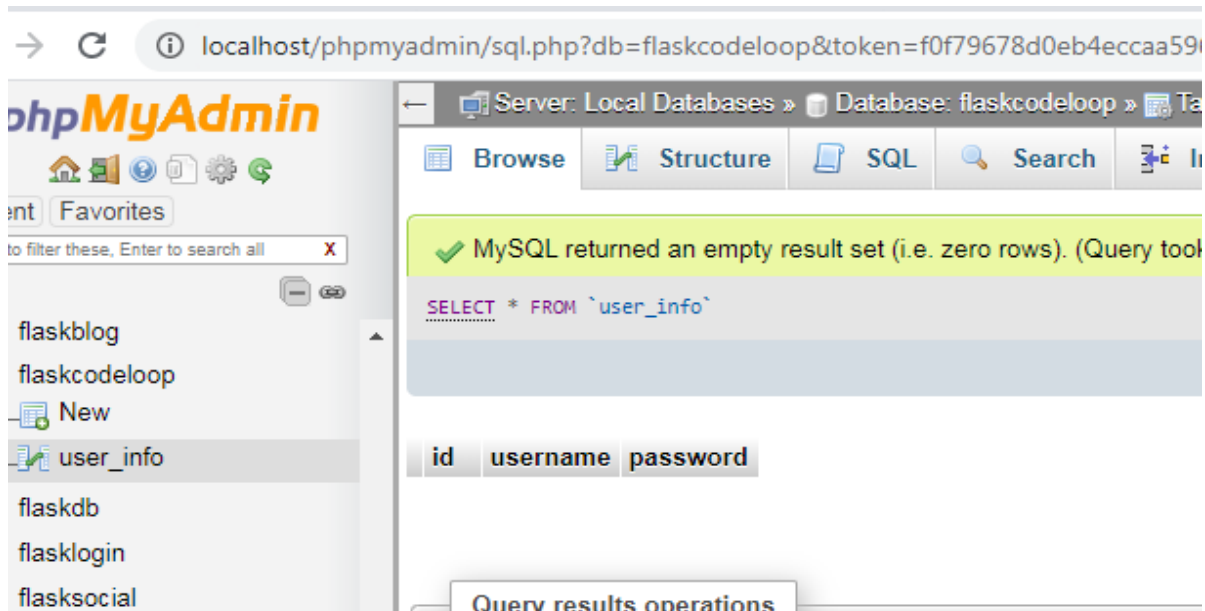 localhost/phpmyadmin/sql.php?db=flaskcodeloop&token=f0f79678d0eb4eccaa59
phpMyAdmin
Favorites
to filter these, Enter to search all X
flaskblog
flaskcodeloop
New
user_info
flaskdb
flasklogin
flasksocial
← Server: Local Databases » Database: flaskcodeloop »
Browse Structure SQL Search
MySQL returned an empty result set (i.e. zero rows). (Query took
SELECT * FROM `user_info`
id username password
Query results operations